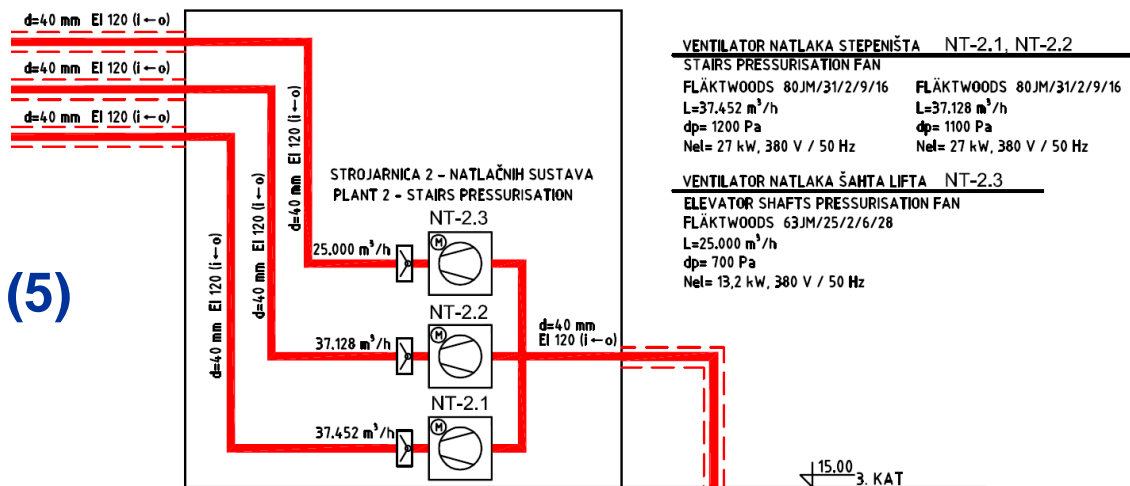 d=40 mm EI 120 (i←o)
d=40 mm EI 120 (i←o)
d=40 mm EI 120 (i←o)
d=40 mm EI 120 (i←o)
d=40 mm EI 120 (i←o)
d=40 mm EI 120 (i←o)
(5)
STROJARNICA 2 - NATLAČNIH SUSTAVA
PLANT 2 - STAIRS PRESSURISATION
NT-2.3
M
25.000 m³/h
NT-2.2
M
37.128 m³/h
NT-2.1
M
37.452 m³/h
d=40 mm
EI 120 (i←o)
VENTILATOR NATLAKA STEPENIŠTA NT-2.1, NT-2.2
STAIRS PRESSURISATION FAN
FLÄKTWOODS 80JM/31/2/9/16 FLÄKTWOODS 80JM/31/2/9/16
L=37.452 m³/h L=37.128 m³/h
dp= 1200 Pa dp= 1100 Pa
Nel= 27 kW, 380 V / 50 Hz Nel= 27 kW, 380 V / 50 Hz
VENTILATOR NATLAKA ŠAHTA LIFTA NT-2.3
ELEVATOR SHAFTS PRESSURISATION FAN
FLÄKTWOODS 63JM/25/2/6/28
L=25.000 m³/h
dp= 700 Pa
Nel= 13,2 kW, 380 V / 50 Hz
15.00
3. KAT